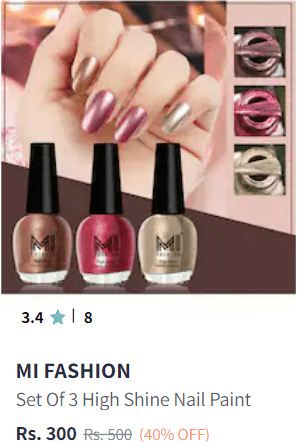 MI
FASHION
MI
FASHION
MI
FASHION
3.4 ★ | 8
MI FASHION
Set Of 3 High Shine Nail Paint
Rs. 300 Rs. 500 (40% OFF)